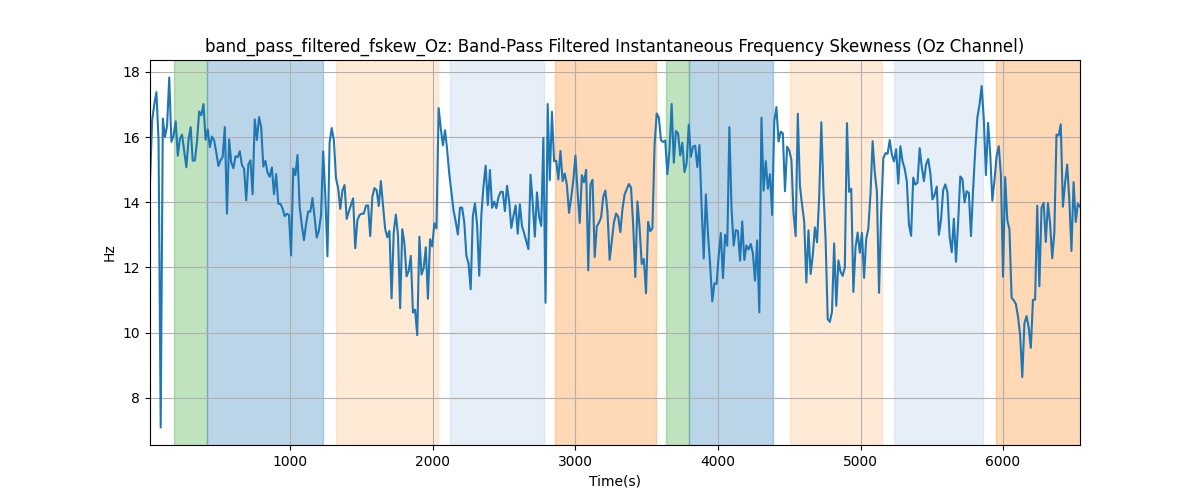 band_pass_filtered_fskew_Oz: Band-Pass Filtered Instantaneous Frequency Skewness (Oz Channel)
18
16
14
12
10
8
Hz
1000 2000 3000 4000 5000 6000
Time(s)